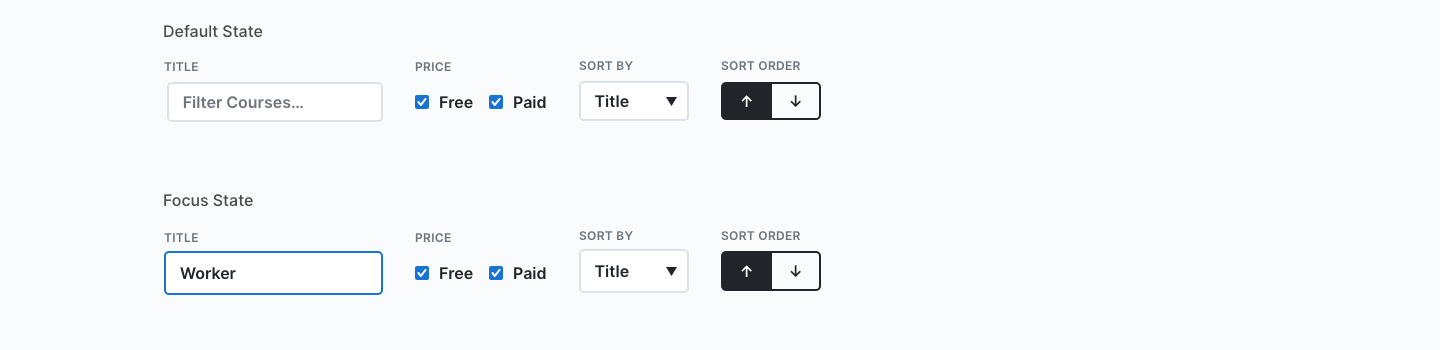 Default State
TITLE PRICE SORT BY SORT ORDER
Filter Courses... Free Paid Title ↑ ↓
Focus State
TITLE PRICE SORT BY SORT ORDER
Worker Free Paid Title ↑ ↓